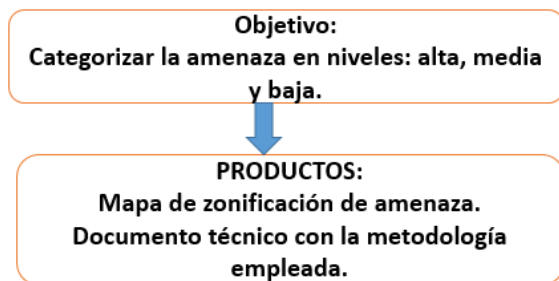 Objetivo:
Categorizar la amenaza en niveles: alta, media
y baja.
PRODUCTOS:
Mapa de zonificación de amenaza.
Documento técnico con la metodología
empleada.